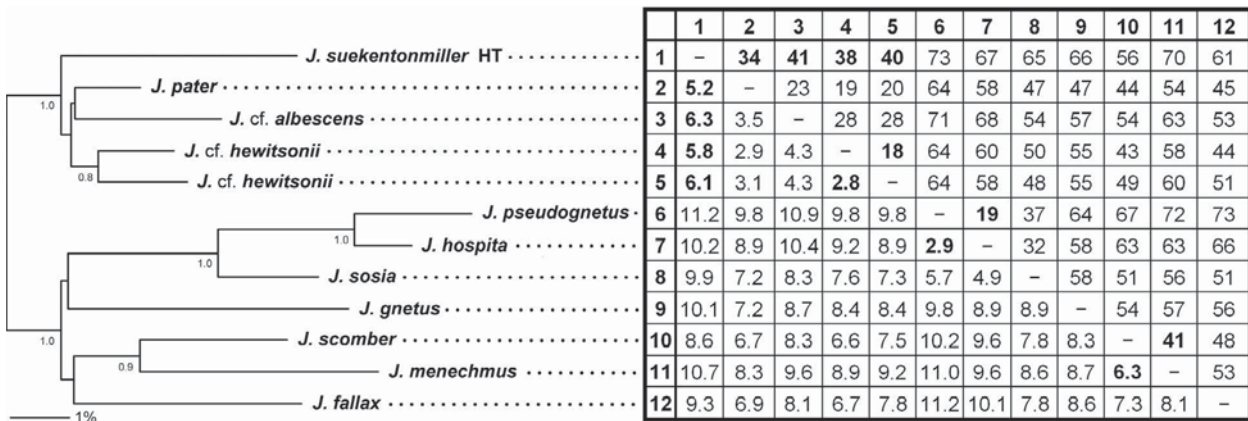 1 2 3 4 5 6 7 8 9 10 11 12
J. suekentonmiller HT 1 – 34 41 38 40 73 67 65 66 56 70 61
1.0
J. pater 2 5.2 – 23 19 20 64 58 47 47 44 54 45
J. cf. albescens 3 6.3 3.5 – 28 28 71 68 54 57 54 63 53
J. cf. hewitsonii 4 5.8 2.9 4.3 – 18 64 60 50 55 43 58 44
0.8
J. cf. hewitsonii 5 6.1 3.1 4.3 2.8 – 64 58 48 55 49 60 51
J. pseudognetus 6 11.2 9.8 10.9 9.8 9.8 – 19 37 64 67 72 73
1.0
J. hospita 7 10.2 8.9 10.4 9.2 8.9 2.9 – 32 58 63 63 66
1.0
J. sosia 8 9.9 7.2 8.3 7.6 7.3 5.7 4.9 – 58 51 56 51
J. gnetus 9 10.1 7.2 8.7 8.4 8.4 9.8 8.9 8.9 – 54 57 56
1.0
J. scomber 10 8.6 6.7 8.3 6.6 7.5 10.2 9.6 7.8 8.3 – 41 48
0.9
J. menechmus 11 10.7 8.3 9.6 8.9 9.2 11.0 9.6 8.6 8.7 6.3 – 53
J. fallax 12 9.3 6.9 8.1 6.7 7.8 11.2 10.1 7.8 8.6 7.3 8.1 –
1%